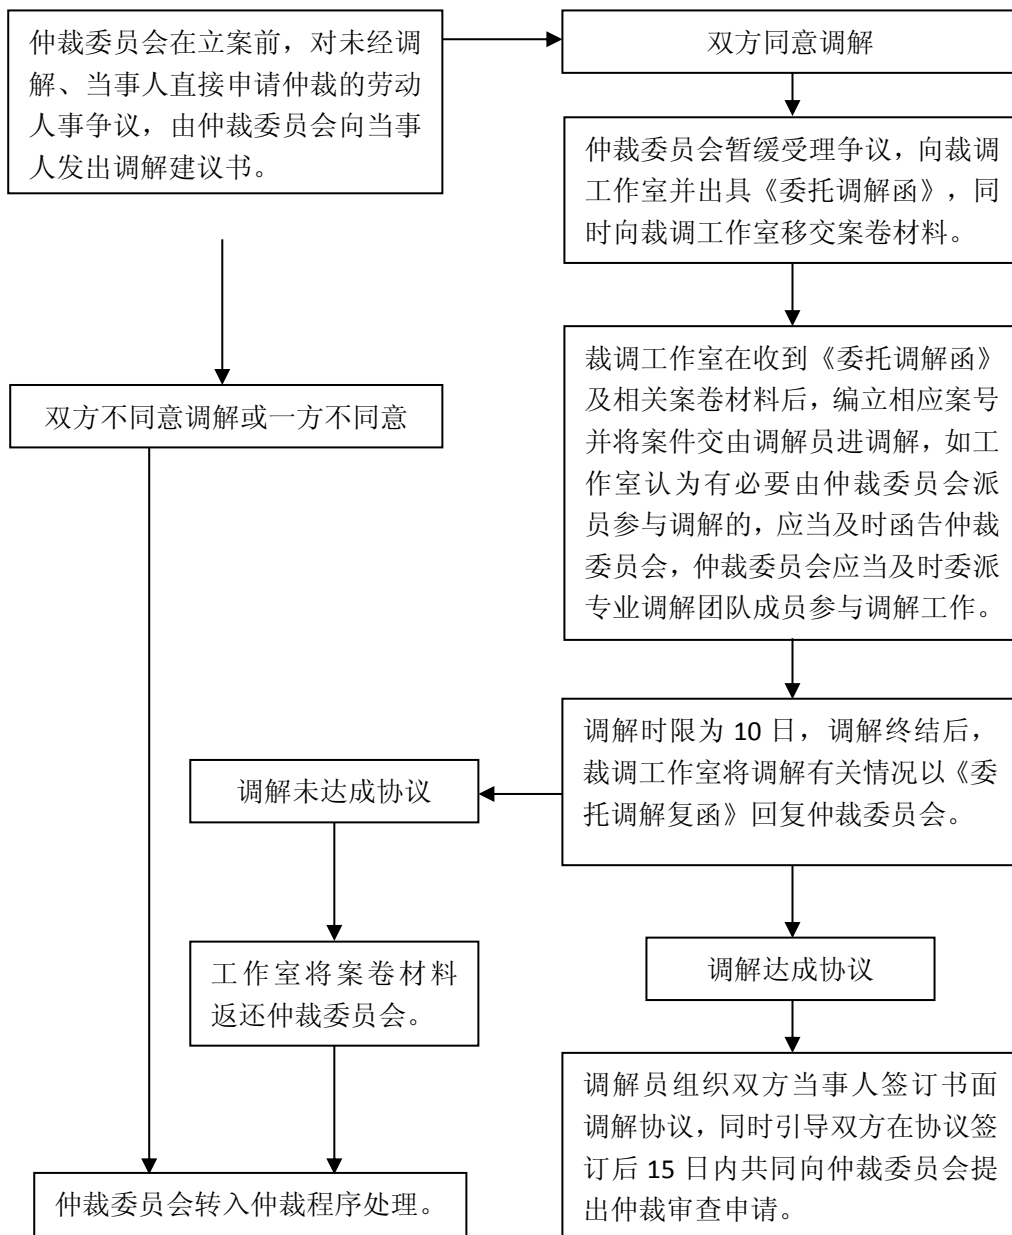 仲裁委员会在立案前，对未经调
解、当事人直接申请仲裁的劳动
人事争议，由仲裁委员会向当事
人发出调解建议书。
双方同意调解
仲裁委员会暂缓受理争议，向裁调
工作室并出具《委托调解函》，同
时向裁调工作室移交案卷材料。
裁调工作室在收到《委托调解函》
及相关案卷材料后，编立相应案号
并将案件交由调解员进调解，如工
作室认为有必要由仲裁委员会派
员参与调解的，应当及时函告仲裁
委员会，仲裁委员会应当及时委派
专业调解团队成员参与调解工作。
双方不同意调解或一方不同意
调解时限为 10 日，调解终结后，
裁调工作室将调解有关情况以《委
托调解复函》回复仲裁委员会。
调解未达成协议
工作室将案卷材料
返还仲裁委员会。
调解达成协议
调解员组织双方当事人签订书面
调解协议，同时引导双方在协议签
订后 15 日内共同向仲裁委员会提
出仲裁审查申请。
仲裁委员会转入仲裁程序处理。